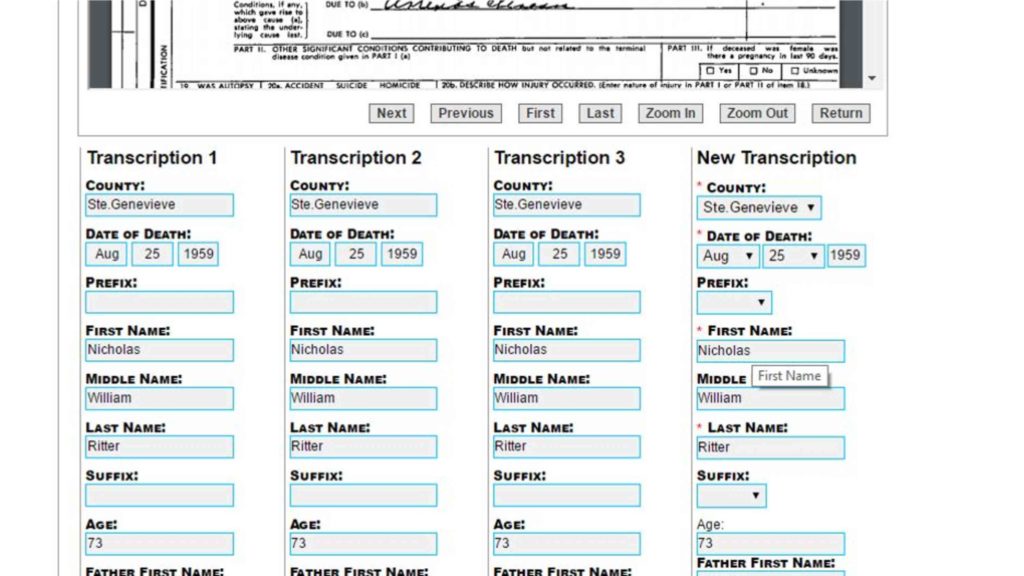 Conditions, if any, DUE TO (b)
which gave rise to
above cause (a),
stating the under-
lying cause last. DUE TO (c)
PART II. OTHER SIGNIFICANT CONDITIONS CONTRIBUTING TO DEATH but not related to the terminal
disease condition given in PART I (a)
PART III. If deceased was female was
there a pregnancy in last 90 days.
Yes No Unknown
19. WAS AUTOPSY 20a. ACCIDENT SUICIDE HOMICIDE 20b. DESCRIBE HOW INJURY OCCURRED. (Enter nature of injury in PART I or PART II of item 18.)
Next Previous First Last Zoom In Zoom Out Return
Transcription 1 Transcription 2 Transcription 3 New Transcription
County: County: County: * County:
Ste.Genevieve Ste.Genevieve Ste.Genevieve Ste.Genevieve
Date of Death: Date of Death: Date of Death: * Date of Death:
Aug 25 1959 Aug 25 1959 Aug 25 1959 Aug 25 1959
Prefix: Prefix: Prefix: Prefix:
First Name: First Name: First Name: * First Name:
Nicholas Nicholas Nicholas Nicholas
Middle Name: Middle Name: Middle Name: Middle First Name
William William William William
Last Name: Last Name: Last Name: * Last Name:
Ritter Ritter Ritter Ritter
Suffix: Suffix: Suffix: Suffix:
Age: Age: Age: Age:
73 73 73 73
Father First Name: Father First Name: Father First Name: Father First Name: